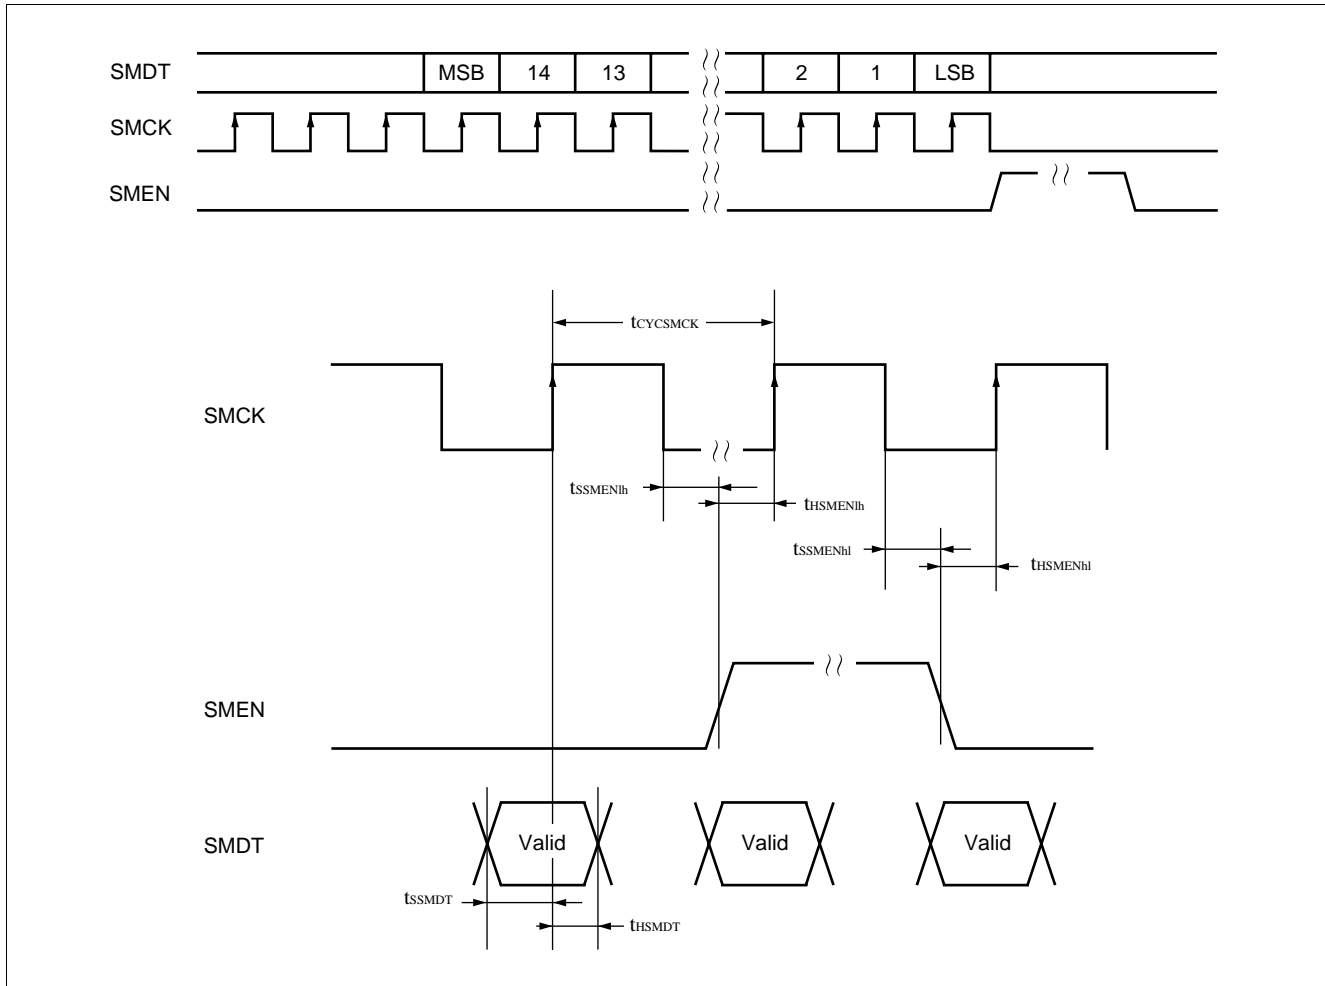 SMDT
MSB 14 13 2 1 LSB
SMCK
SMEN
tCYCSMCK
SMCK
tSSMENlh
tHSMENlh
tSSMENhl
tHSMENhl
SMEN
SMDT
Valid Valid Valid
tSSMDT
tHSMDT